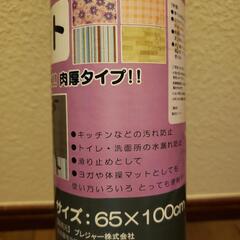 ト
肉厚タイプ!!
●キッチンなどの汚れ防止
●トイレ・洗面所の水漏れ防止
●滑り止めとして
●ヨガや体操マットとしても
使い方いろいろ とっても便利
サイズ:65×100cm
プレジャー株式会社